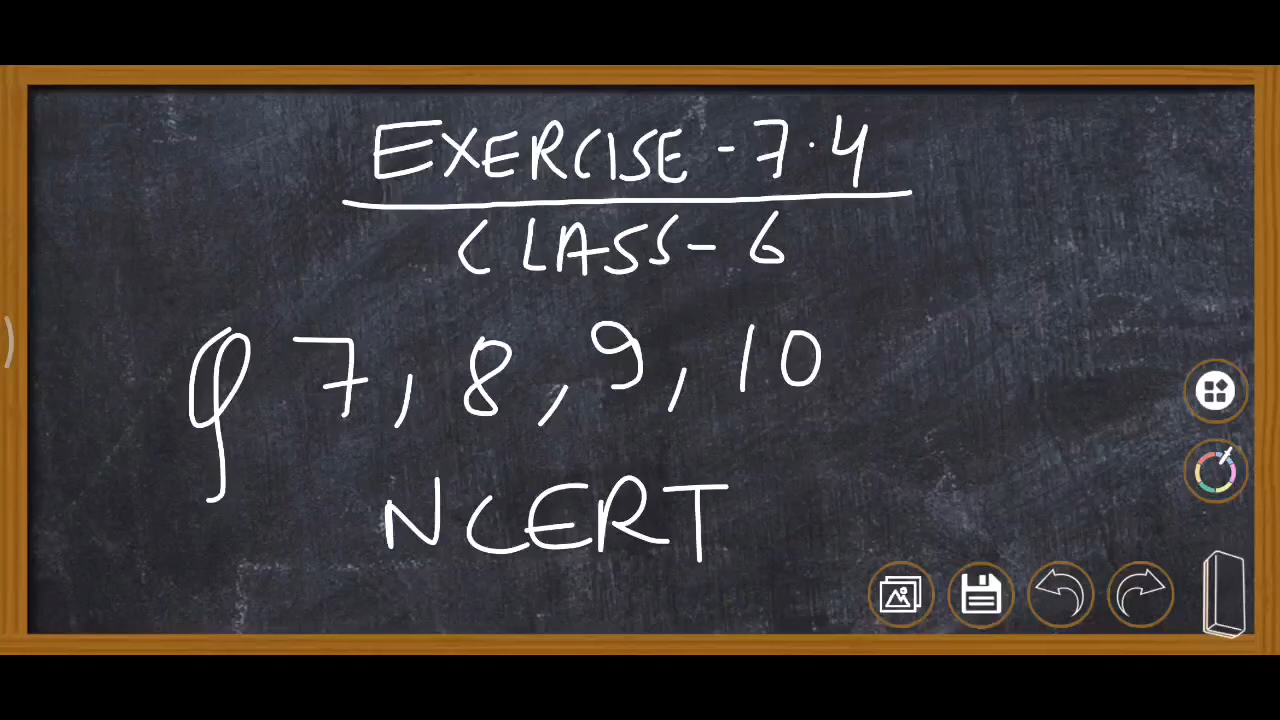 EXERCISE - 7.4
CLASS - 6
Q 7, 8, 9, 10
NCERT